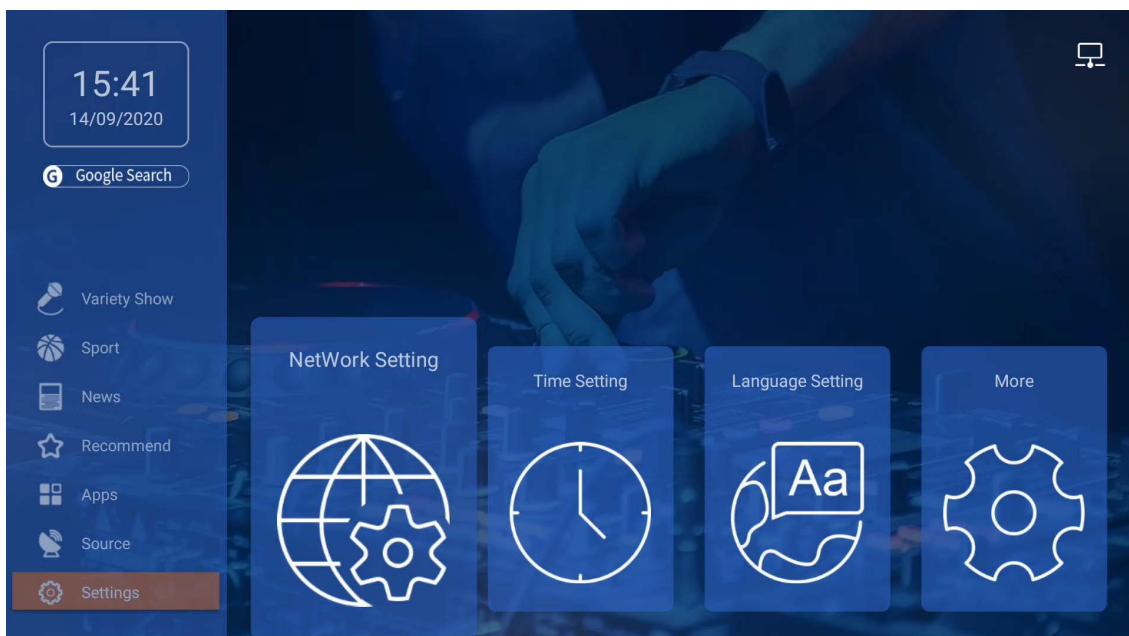 15:41
14/09/2020
G Google Search
Variety Show
Sport
News
Recommend
Apps
Source
Settings
NetWork Setting
Time Setting
Language Setting
Aa
More